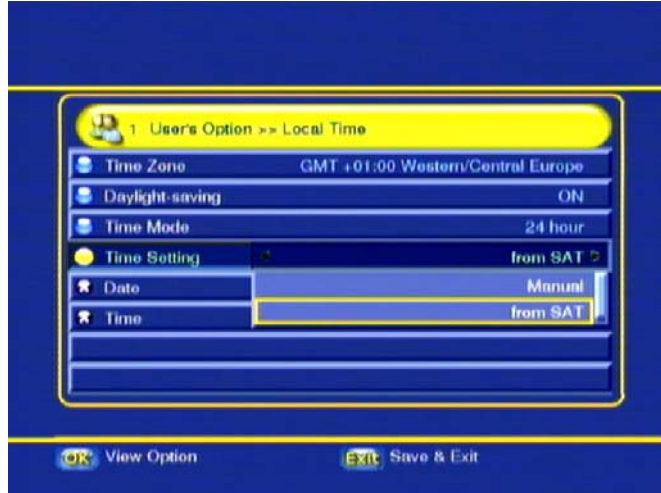 1 User's Option >> Local Time
Time Zone GMT +01:00 Western/Central Europe
Daylight-saving ON
Time Mode 24 hour
Time Setting from SAT
Date Manual
Time from SAT
OK View Option Exit Save & Exit